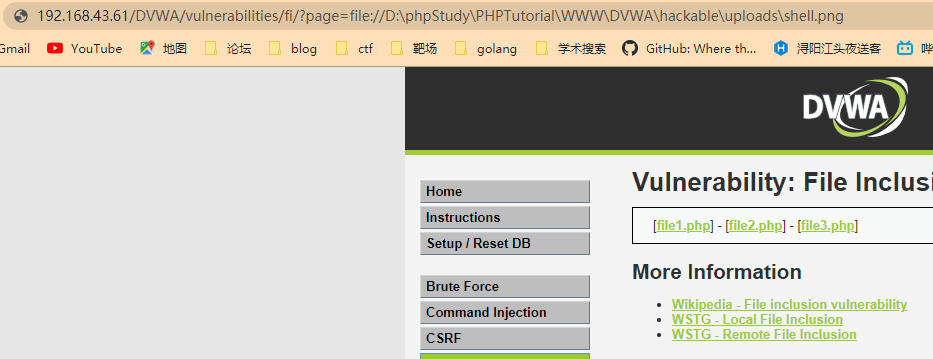 192.168.43.61/DVWA/vulnerabilities/fi/?page=file://D:\phpStudy\PHPTutorial\WWW\DVWA\hackable\uploads\shell.png
Gmail YouTube 地图 论坛 blog ctf 靶场 golang 学术搜索 GitHub: Where th... 浔阳江头夜送客 哔
DVWA
Home
Instructions
Setup / Reset DB
Brute Force
Command Injection
CSRF
Vulnerability: File Inclusi
[file1.php] - [file2.php] - [file3.php]
More Information
• Wikipedia - File inclusion vulnerability
• WSTG - Local File Inclusion
• WSTG - Remote File Inclusion